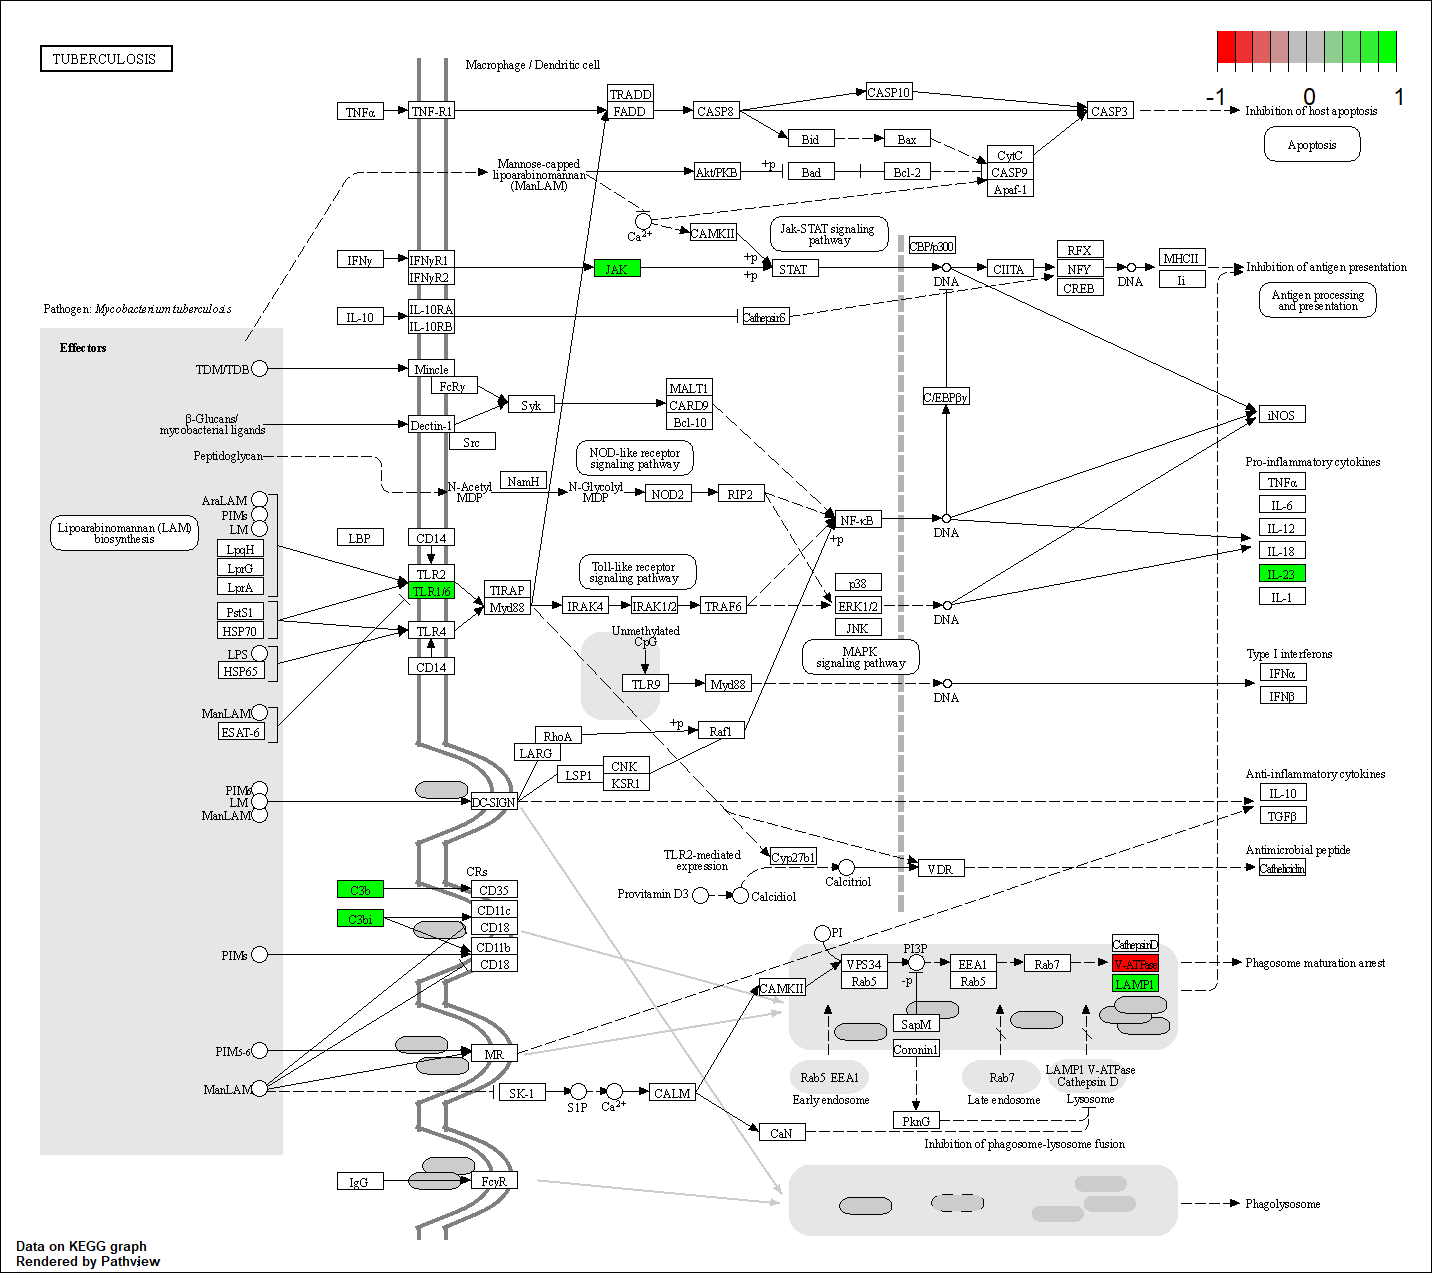 TUBERCULOSIS
Macrophage / Dendritic cell
-1
0
1
TNFα
TNF-R1
TRADD
FADD
CASP8
CASP10
CASP3
Inhibition of host apoptosis
Apoptosis
Bid
Bax
CytC
CASP9
Apaf-1
Mannose-capped
lipoarabinomannan
(ManLAM)
Akt/PKB
+p
Bad
Bcl-2
Ca2+
CAMKII
Jak-STAT signaling
pathway
IFNγ
IFNγR1
IFNγR2
JAK
+p
+p
STAT
CBP/p300
DNA
CIITA
RFX
NFY
CREB
DNA
MHCII
Ii
Inhibition of antigen presentation
Antigen processing
and presentation
IL-10
IL-10RA
IL-10RB
CathepsinS
Pathogen: Mycobacterium tuberculosis
Effectors
TDM/TDB
Mincle
FcRγ
Syk
MALT1
CARD9
Bcl-10
C/EBPβγ
iNOS
β-Glucans/
mycobacterial ligands
Dectin-1
Src
Peptidoglycan
N-Acetyl
MDP
NamH
N-Glycolyl
MDP
NOD-like receptor
signaling pathway
NOD2
RIP2
NF-κB
+p
DNA
Pro-inflammatory cytokines
TNFα
IL-6
IL-12
IL-18
IL-23
IL-1
AraLAM
PIMs
LM
Lipoarabinomannan (LAM)
biosynthesis
LpqH
LprG
LprA
PstS1
HSP70
LPS
HSP65
ManLAM
ESAT-6
LBP
CD14
TLR2
TLR1/6
TLR4
CD14
TIRAP
Myd88
Toll-like receptor
signaling pathway
IRAK4
IRAK1/2
TRAF6
p38
ERK1/2
JNK
DNA
MAPK
signaling pathway
Unmethylated
CpG
TLR9
Myd88
DNA
Type I interferons
IFNα
IFNβ
RhoA
LARG
+p
Raf1
LSP1
CNK
KSR1
PIMs
LM
ManLAM
DC-SIGN
Anti-inflammatory cytokines
IL-10
TGFβ
TLR2-mediated
expression
Cyp27b1
Provitamin D3
Calcidiol
Calcitriol
VDR
Antimicrobial peptide
Cathelicidin
C3b
C3bi
CRs
CD35
CD11c
CD18
CD11b
CD18
PIMs
PI
VPS34
Rab5
PI3P
-p
EEA1
Rab5
Rab7
CathepsinD
V-ATPase
LAMP1
Phagosome maturation arrest
CAMKII
SapM
Coronin1
PIM5-6
MR
ManLAM
SK-1
S1P
Ca2+
CALM
CaN
Rab5 EEA1
Early endosome
Rab7
Late endosome
LAMP1 V-ATPase
Cathepsin D
Lysosome
PknG
Inhibition of phagosome-lysosome fusion
IgG
FcγR
Phagolysosome
Data on KEGG graph
Rendered by Pathview